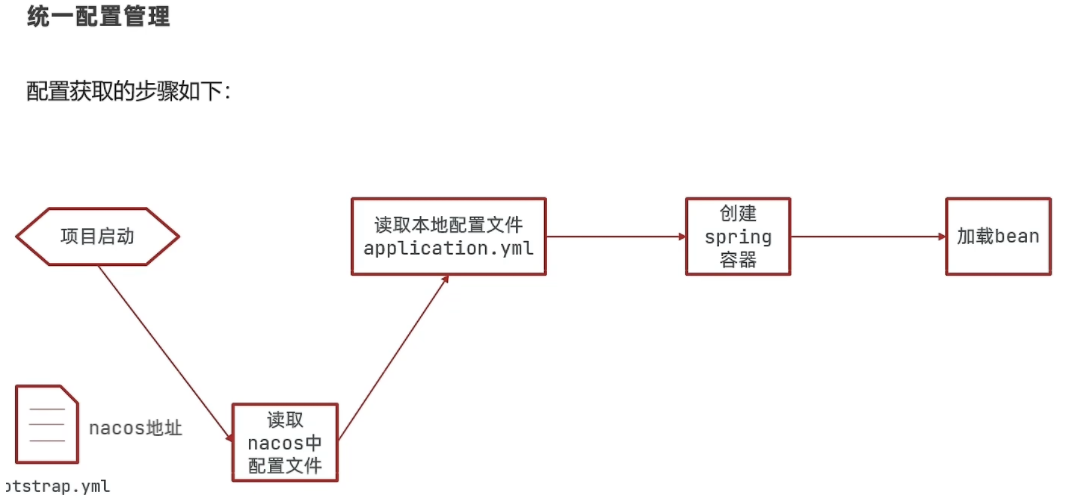 统一配置管理
配置获取的步骤如下：
项目启动
读取本地配置文件
application.yml
创建
spring
容器
加载bean
nacos地址
读取
nacos中
配置文件
otstrap.yml